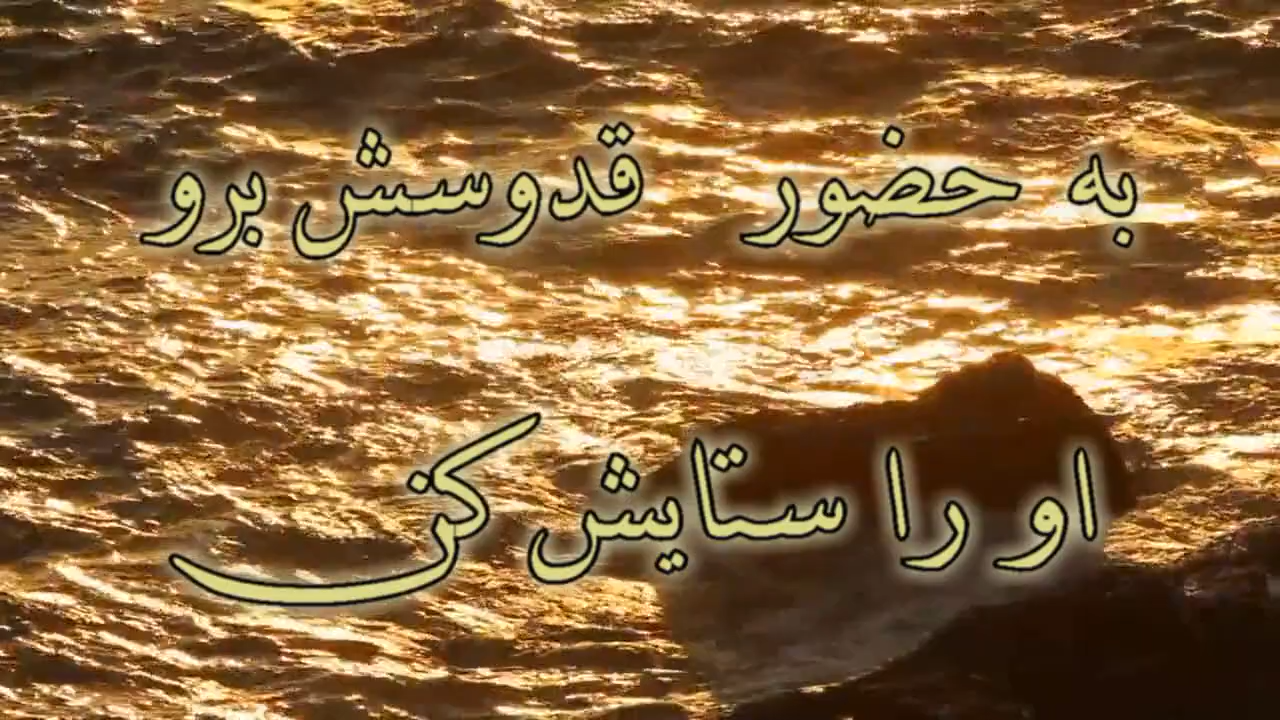 به حضور قدوسش برو
او را ستایش کن